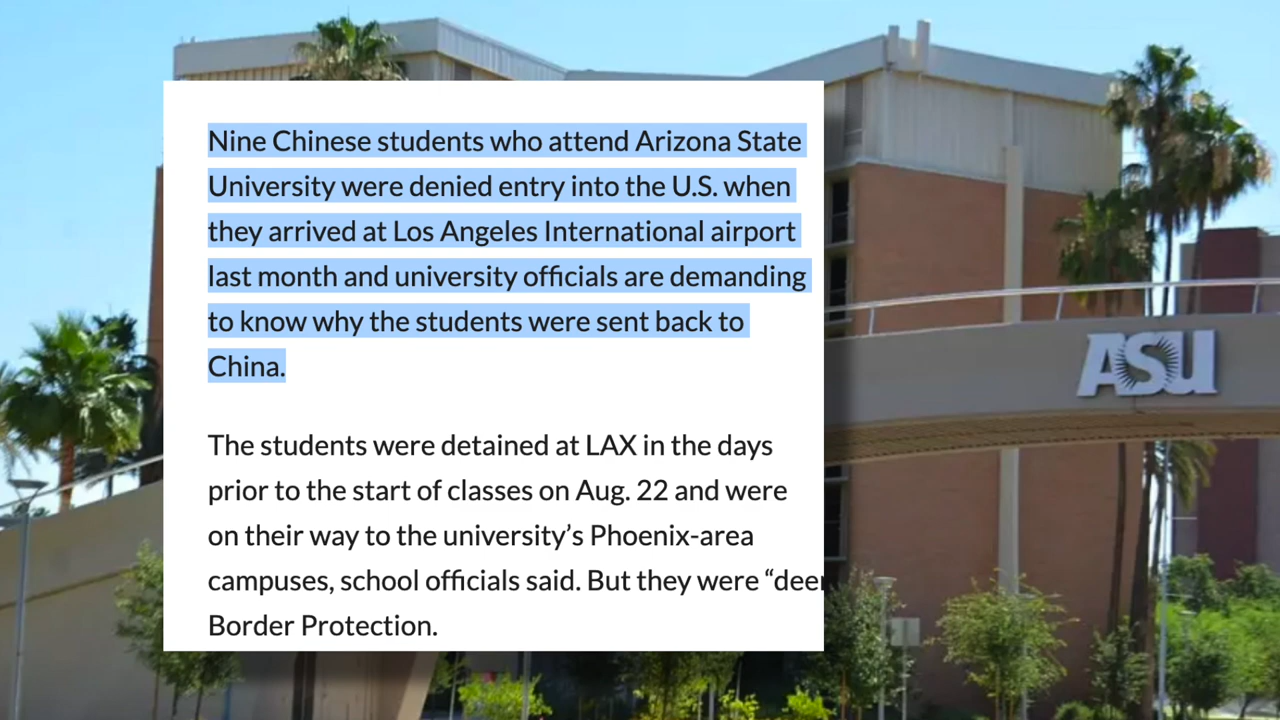 Nine Chinese students who attend Arizona State
University were denied entry into the U.S. when
they arrived at Los Angeles International airport
last month and university officials are demanding
to know why the students were sent back to
China.
The students were detained at LAX in the days
prior to the start of classes on Aug. 22 and were
on their way to the university’s Phoenix-area
campuses, school officials said. But they were “deer
Border Protection.
ASU